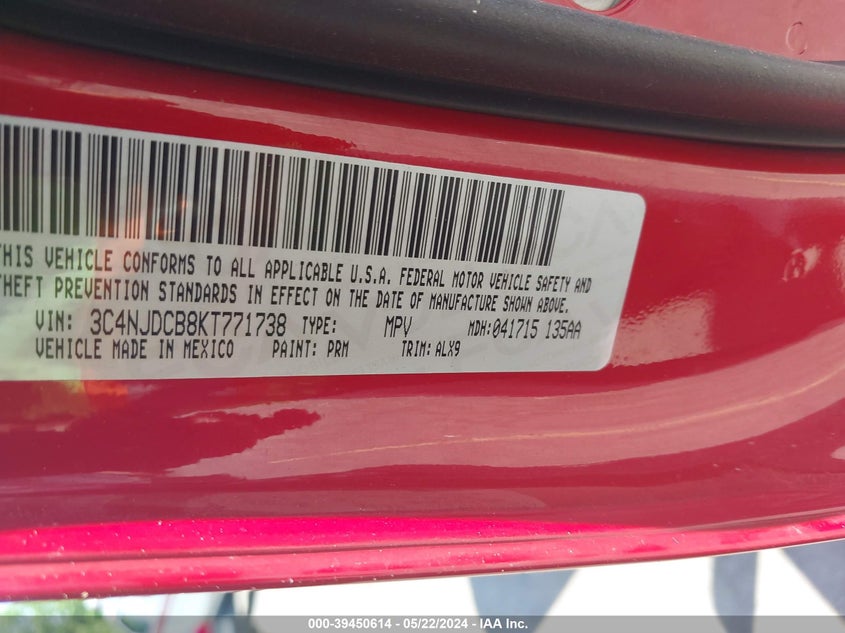 THIS VEHICLE CONFORMS TO ALL APPLICABLE U.S.A. FEDERAL MOTOR VEHICLE SAFETY AND
THEFT PREVENTION STANDARDS IN EFFECT ON THE DATE OF MANUFACTURE SHOWN ABOVE.
VIN: 3C4NJDCB8KT771738 TYPE: MPV MDH:041715 135AA
VEHICLE MADE IN MEXICO PAINT: PRM TRIM:ALX9
000-39450614 - 05/22/2024 - IAA Inc.